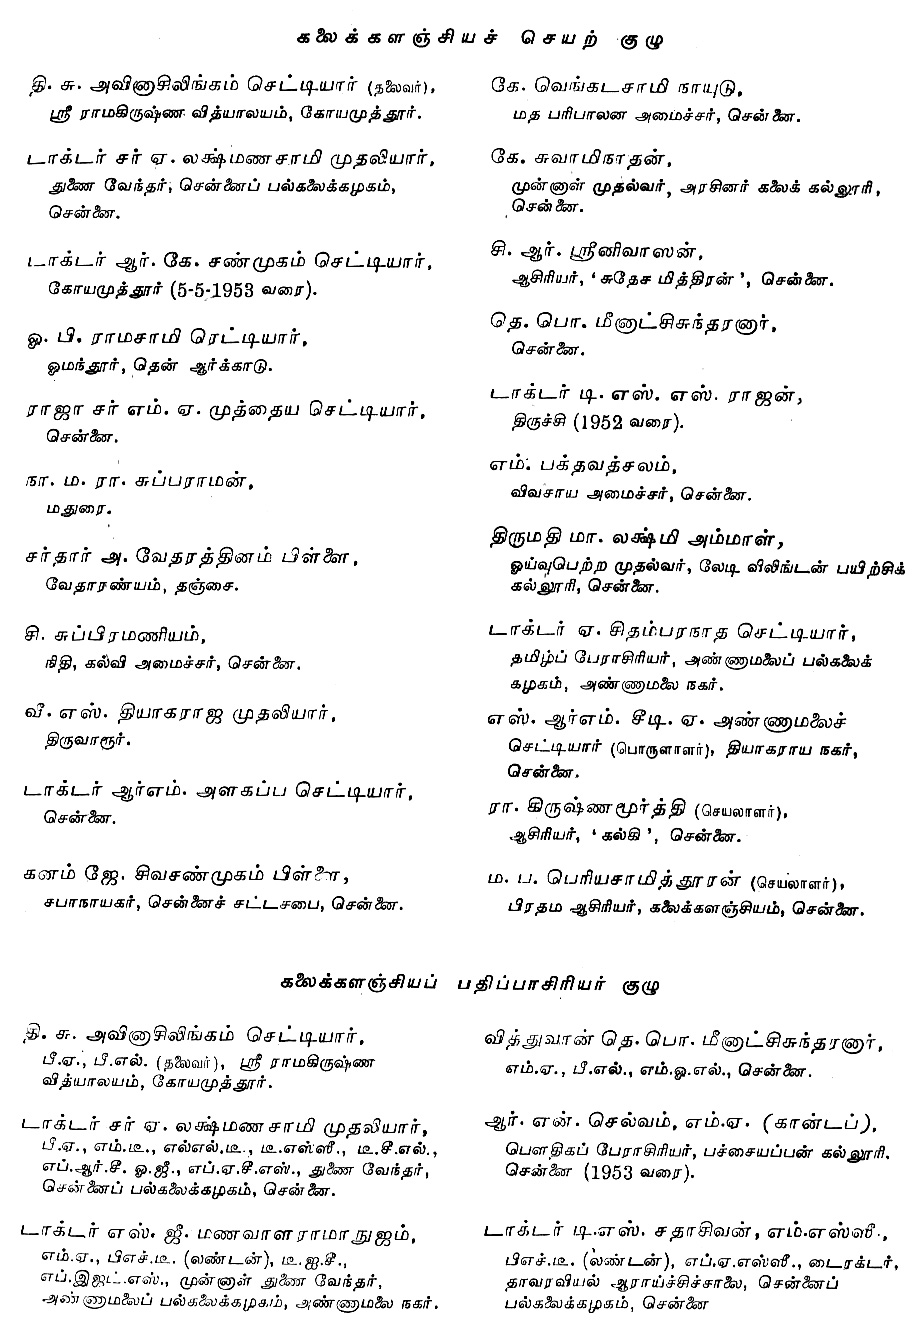 கலைக்களஞ்சியச் செயற் குழு
தி. சு. அவினாசிலிங்கம் செட்டியார் (தலைவர்),
ஸ்ரீ ராமகிருஷ்ண வித்யாலயம், கோயமுத்தூர்.
டாக்டர் சர் ஏ. லக்ஷ்மணசாமி முதலியார்,
துணை வேந்தர், சென்னைப் பல்கலைக்கழகம்,
சென்னை.
டாக்டர் ஆர். கே. சண்முகம் செட்டியார்,
கோயமுத்தூர் (5-5-1953 வரை).
ஓ. பி. ராமசாமி ரெட்டியார்,
ஓமந்தூர், தென் ஆர்க்காடு.
ராஜா சர் எம். ஏ. முத்தைய செட்டியார்,
சென்னை.
நா. ம. ரா. சுப்பராமன்,
மதுரை.
சர்தார் அ. வேதரத்தினம் பிள்ளை,
வேதாரண்யம், தஞ்சை.
சி. சுப்பிரமணியம்,
நிதி, கல்வி அமைச்சர், சென்னை.
வீ. எஸ். தியாகராஜ முதலியார்,
திருவாரூர்.
டாக்டர் ஆர்எம். அளகப்ப செட்டியார்,
சென்னை.
கனம் ஜே. சிவசண்முகம் பிள்ளை,
சபாநாயகர், சென்னைச் சட்டசபை, சென்னை.
கே. வெங்கடசாமி நாயுடு,
மத பரிபாலன அமைச்சர், சென்னை.
கே. சுவாமிநாதன்,
முன்னாள் முதல்வர், அரசினர் கலைக் கல்லூரி,
சென்னை.
சி. ஆர். ஸ்ரீனிவாஸன்,
ஆசிரியர், ‘ சுதேச மித்திரன் ’, சென்னை.
தெ. பொ. மீனாட்சிசுந்தரனார்,
சென்னை.
டாக்டர் டி. எஸ். எஸ். ராஜன்,
திருச்சி (1952 வரை).
எம். பக்தவத்சலம்,
விவசாய அமைச்சர், சென்னை.
திருமதி மா. லக்ஷ்மி அம்மாள்,
ஓய்வுபெற்ற முதல்வர், லேடி விலிங்டன் பயிற்சிக்
கல்லூரி, சென்னை.
டாக்டர் ஏ. சிதம்பரநாத செட்டியார்,
தமிழ்ப் பேராசிரியர், அண்ணாமலைப் பல்கலைக்
கழகம், அண்ணாமலை நகர்.
எஸ். ஆர்எம். சீடி. ஏ. அண்ணாமலைச்
செட்டியார் (பொருளாளர்), தியாகராய நகர்,
சென்னை.
ரா. கிருஷ்ணமூர்த்தி (செயலாளர்),
ஆசிரியர், ‘ கல்கி ’, சென்னை.
ம. ப. பெரியசாமித்தூரன் (செயலாளர்),
பிரதம ஆசிரியர், கலைக்களஞ்சியம், சென்னை.
கலைக்களஞ்சியப் பதிப்பாசிரியர் குழு
தி. சு. அவினாசிலிங்கம் செட்டியார்,
பீ.ஏ., பீ.எல். (தலைவர்), ஸ்ரீ ராமகிருஷ்ண
வித்யாலயம், கோயமுத்தூர்.
டாக்டர் சர் ஏ. லக்ஷ்மணசாமி முதலியார்,
பீ.ஏ., எம்.டீ., எல்எல்.டீ., டீ.எஸ்ஸீ., டீ.சீ.எல்.,
எப்.ஆர்.சீ. ஓ.ஜீ., எப்.ஏ.சீ.எஸ்., துணை வேந்தர்,
சென்னைப் பல்கலைக்கழகம், சென்னை.
டாக்டர் எஸ். ஜீ. மணவாளராமாநுஜம்,
எம்.ஏ., பிஎச்.டீ. (லண்டன்), டீ.ஐ.சீ.,
எப்.இஜட்.எஸ்., முன்னாள் துணை வேந்தர்,
அண்ணாமலைப் பல்கலைக்கழகம், அண்ணாமலை நகர்.
வித்துவான் தெ. பொ. மீனாட்சிசுந்தரனார்,
எம்.ஏ., பீ.எல்., எம்.ஓ.எல்., சென்னை.
ஆர். என். செல்வம், எம்.ஏ. (கான்டப்),
பௌதிகப் பேராசிரியர், பச்சையப்பன் கல்லூரி.
சென்னை (1953 வரை).
டாக்டர் டி.எஸ். சதாசிவன், எம்.எஸ்ஸீ.,
பிஎச்.டீ. (லண்டன்), எப்.ஏ.எஸ்ஸீ., டைரக்டர்,
தாவரவியல் ஆராய்ச்சிச்சாலை, சென்னைப்
பல்கலைக்கழகம், சென்னை